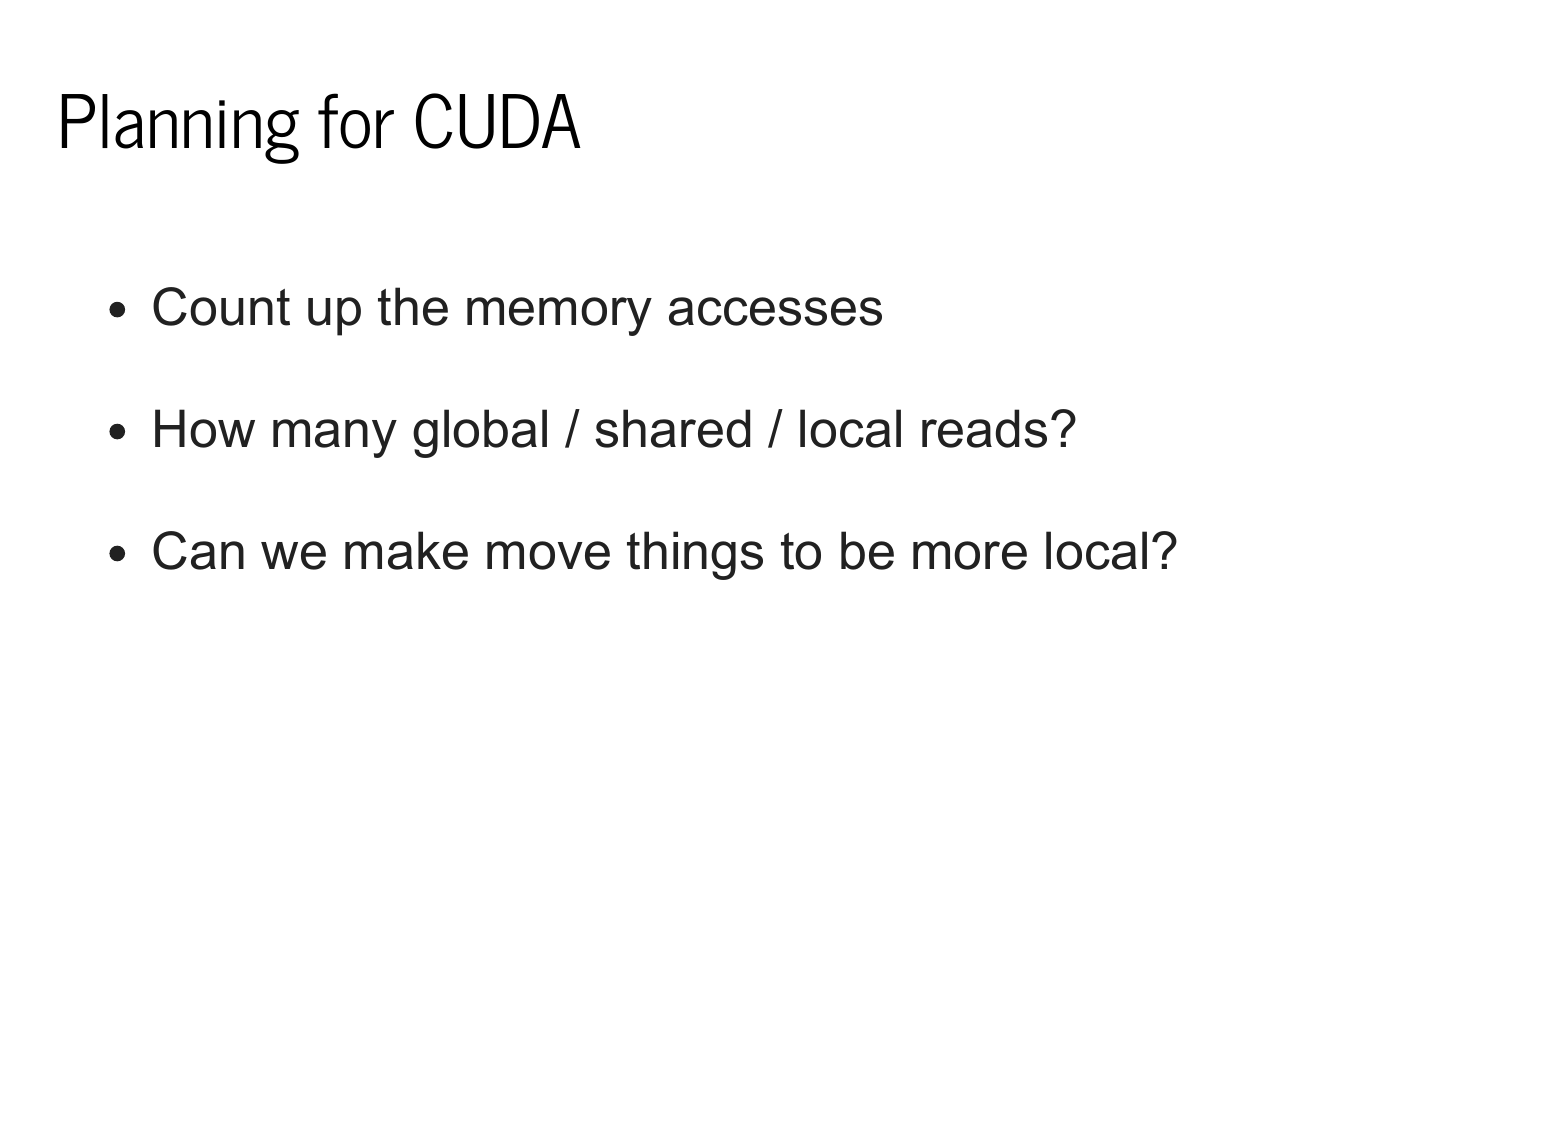 Planning for CUDA
• Count up the memory accesses
• How many global / shared / local reads?
• Can we make move things to be more local?